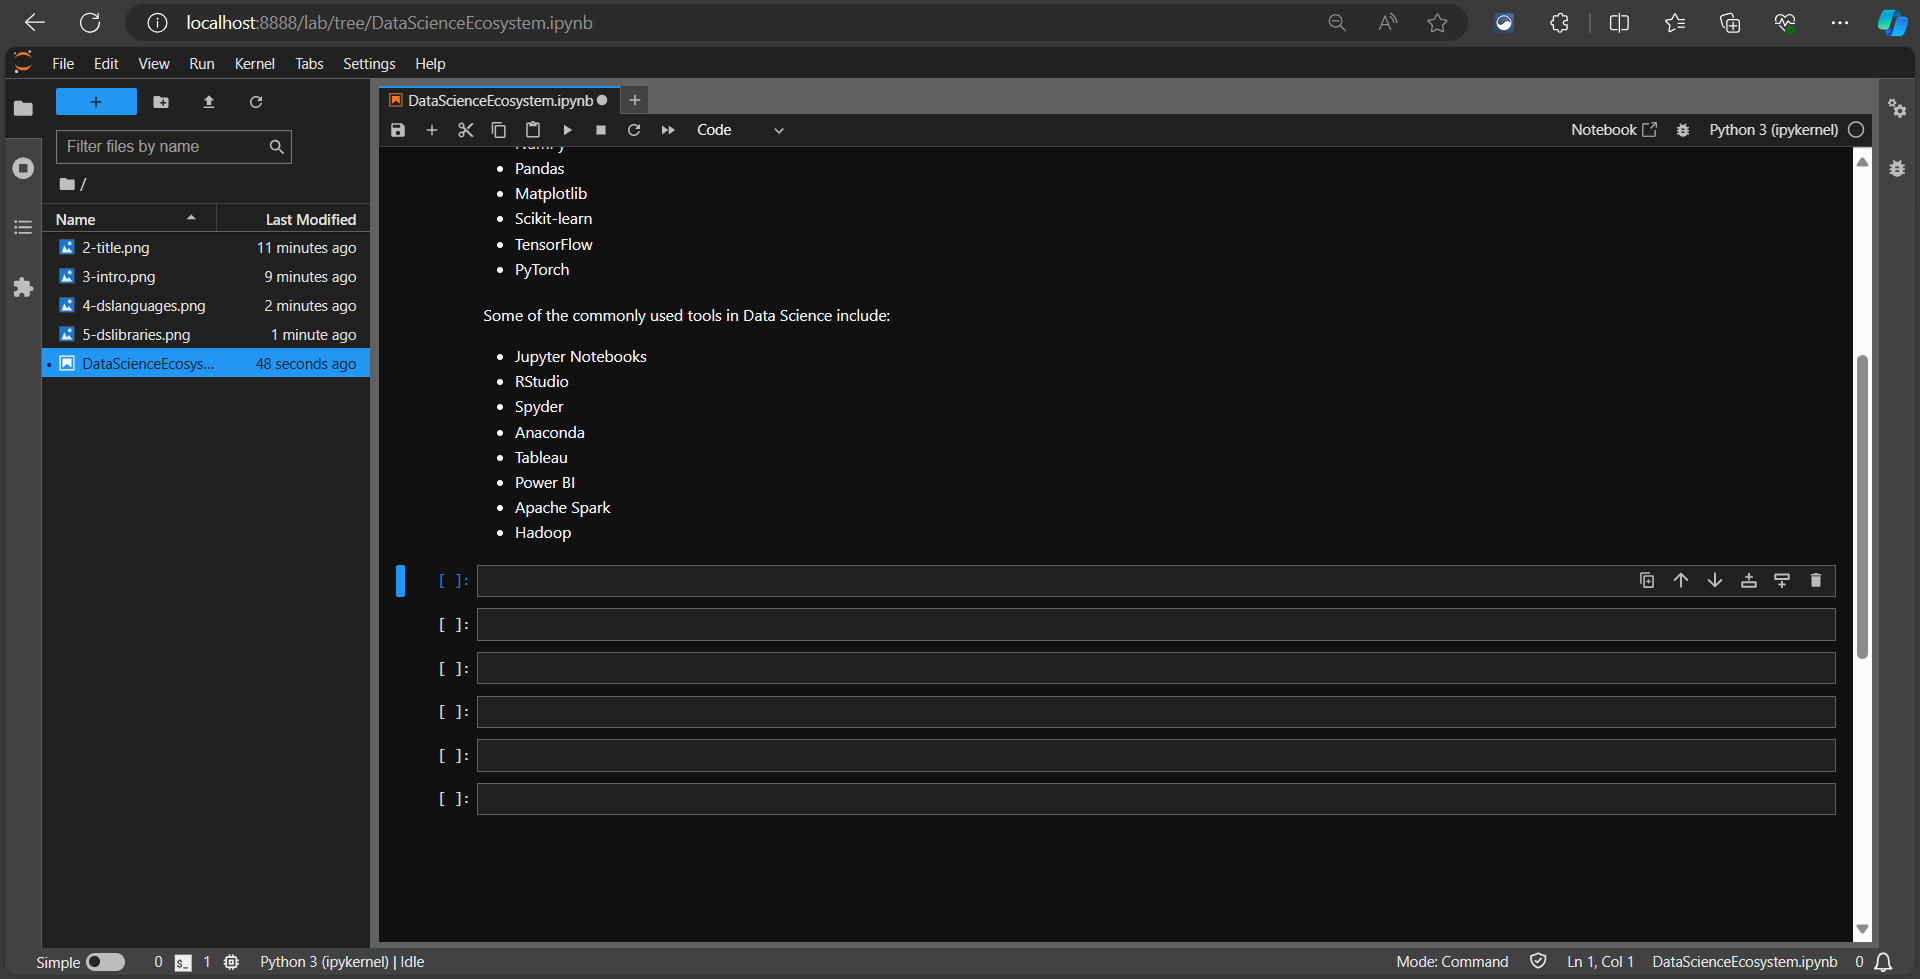 localhost:8888/lab/tree/DataScienceEcosystem.ipynb
File Edit View Run Kernel Tabs Settings Help
+
Filter files by name
/
Name Last Modified
2-title.png 11 minutes ago
3-intro.png 9 minutes ago
4-dslanguages.png 2 minutes ago
5-dslibraries.png 1 minute ago
DataScienceEcosys... 48 seconds ago
DataScienceEcosystem.ipynb
Code Notebook Python 3 (ipykernel)
• Pandas
• Matplotlib
• Scikit-learn
• TensorFlow
• PyTorch
Some of the commonly used tools in Data Science include:
• Jupyter Notebooks
• RStudio
• Spyder
• Anaconda
• Tableau
• Power BI
• Apache Spark
• Hadoop
[ ]:
[ ]:
[ ]:
[ ]:
[ ]:
[ ]:
Simple 0 $_ 1 Python 3 (ipykernel) | Idle Mode: Command Ln 1, Col 1 DataScienceEcosystem.ipynb 0